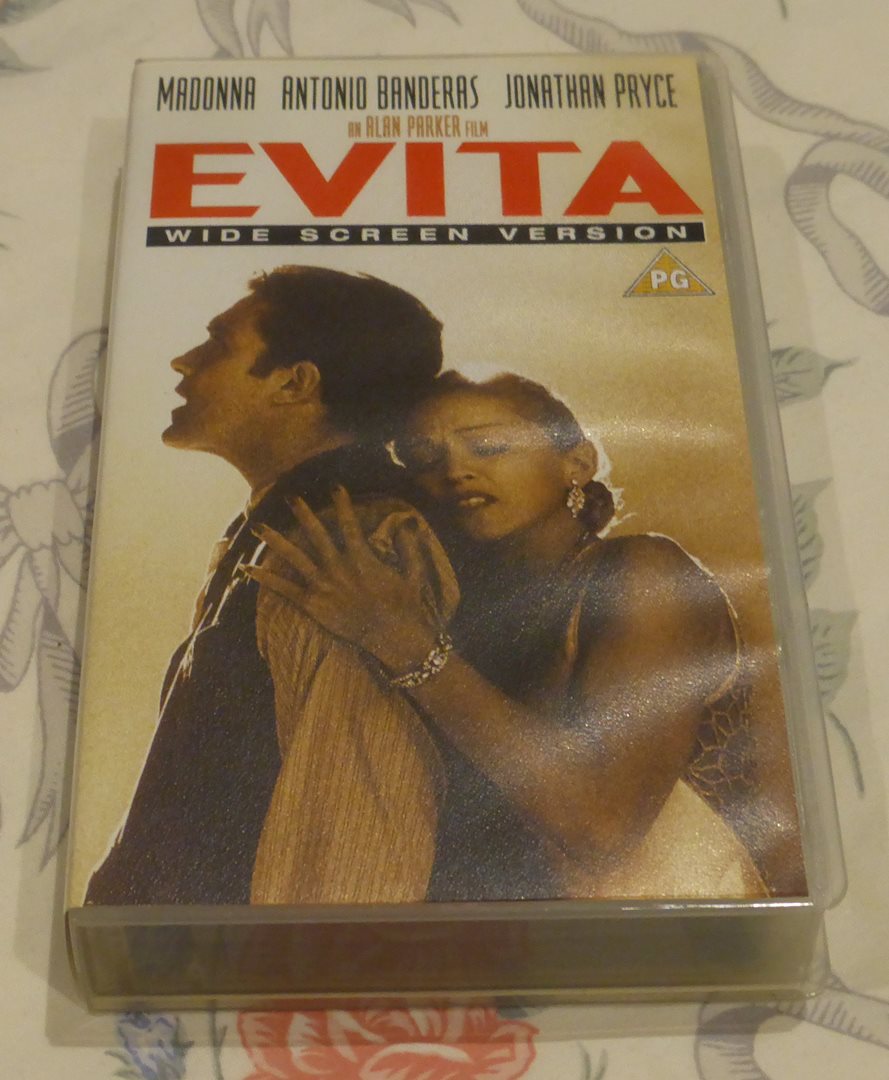 MADONNA ANTONIO BANDERAS JONATHAN PRYCE
AN ALAN PARKER FILM
EVITA
WIDE SCREEN VERSION
PG